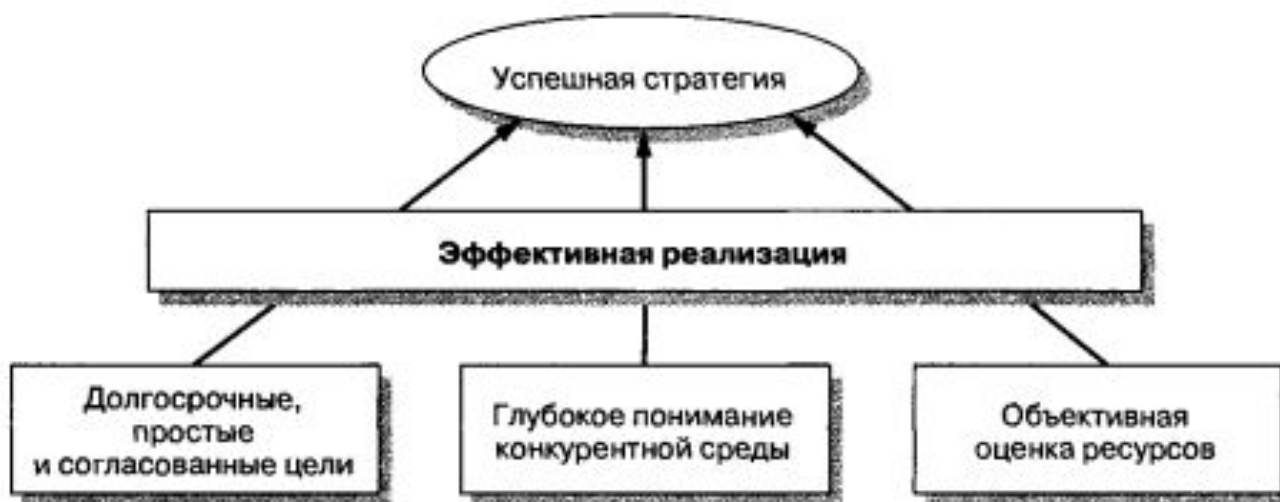 Успешная стратегия
Эффективная реализация
Долгосрочные,
простые
и согласованные цели
Глубокое понимание
конкурентной среды
Объективная
оценка ресурсов